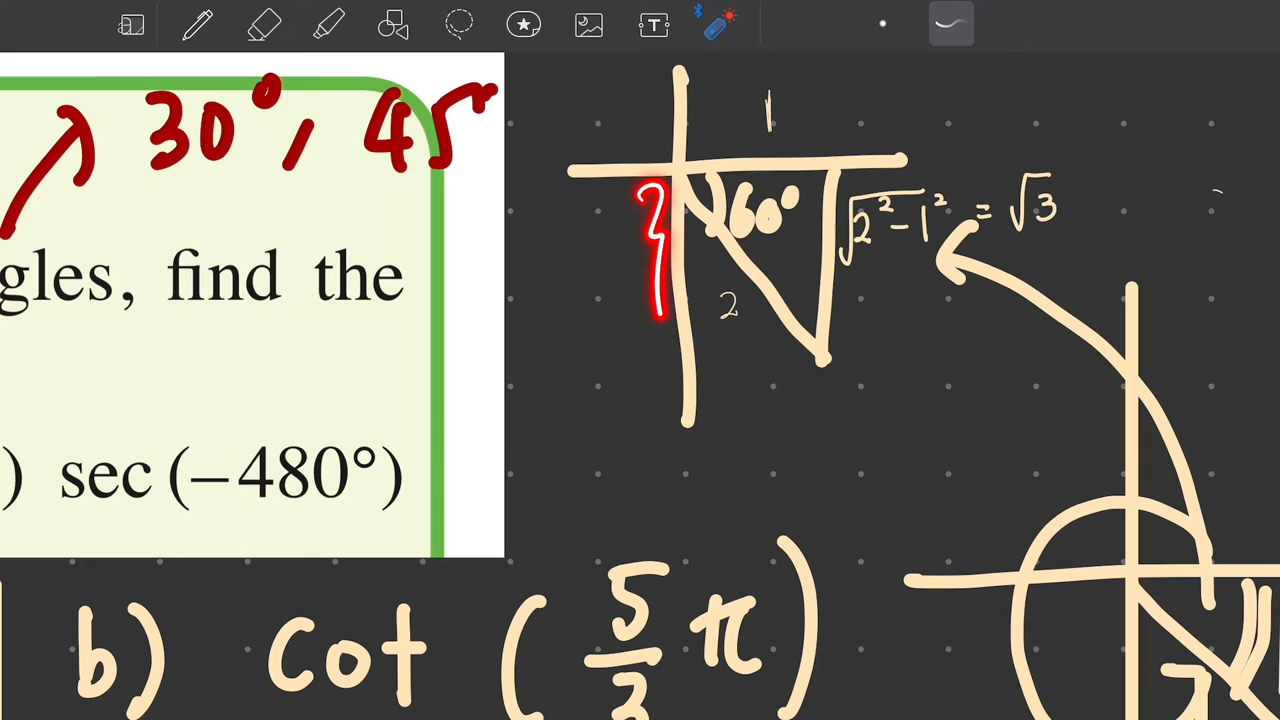 30°, 45°
gles, find the
) sec (−480°)
1
60°
√2²−1² = √3
2
b) cot (5/3 π)